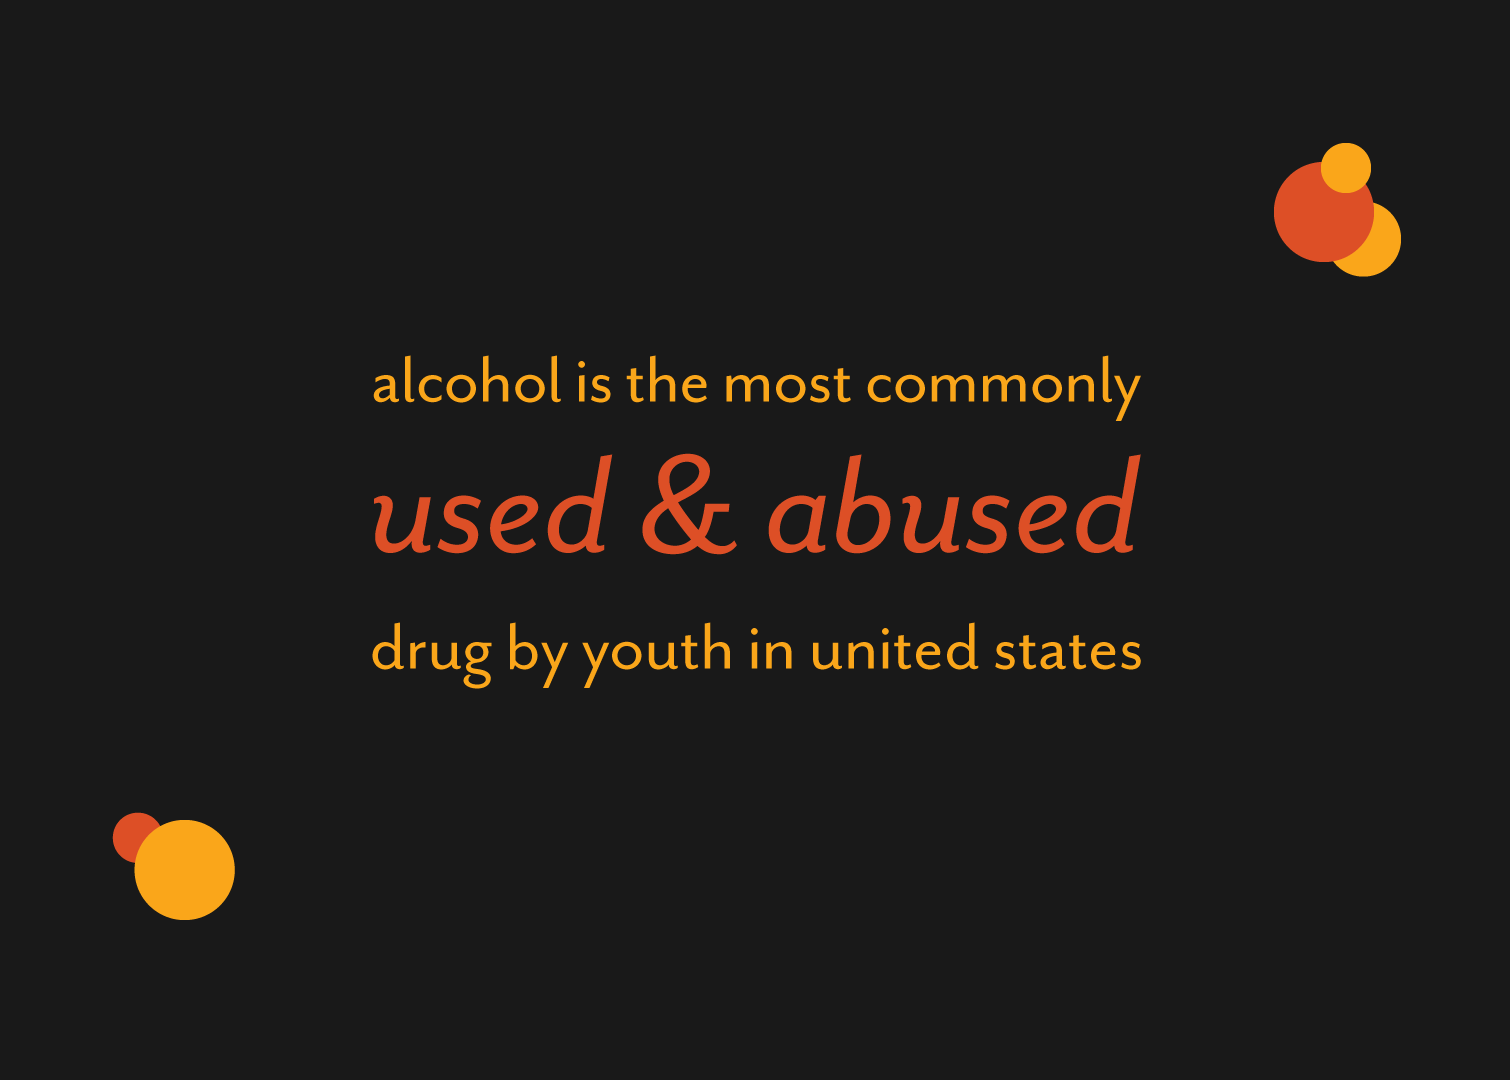 alcohol is the most commonly
used & abused
drug by youth in united states